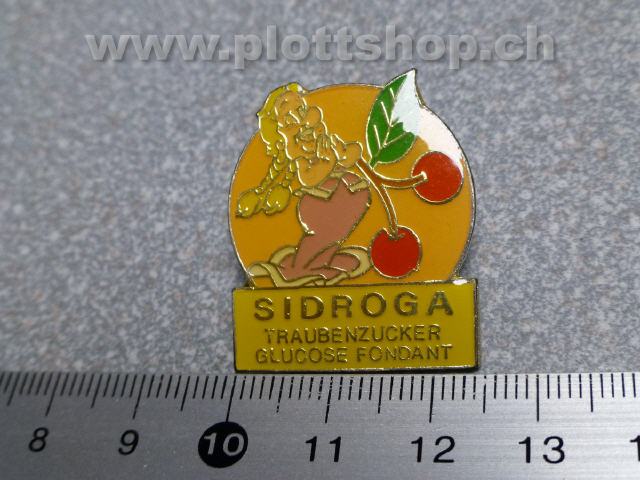 www.plottshop.ch
SIDROGA
TRAUBENZUCKER
GLUCOSE FONDANT
8 9 10 11 12 13